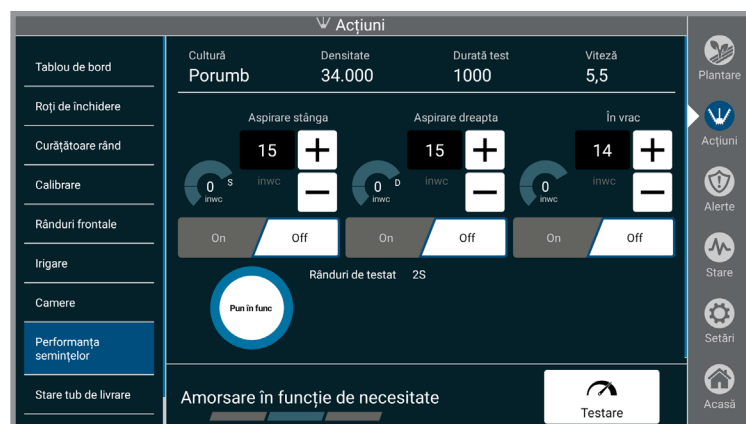 Acțiuni
Tablou de bord
Roți de închidere
Curățătoare rând
Calibrare
Rânduri frontale
Irigare
Camere
Performanța
semințelor
Stare tub de livrare
Cultură
Porumb
Densitate
34.000
Durată test
1000
Viteză
5,5
Aspirare stânga
15
inwc
0
inwc
S
+
−
On
Off
Aspirare dreapta
15
inwc
0
inwc
D
+
−
On
Off
În vrac
14
inwc
0
inwc
+
−
On
Off
Rânduri de testat 2S
Pun în func
Amorsare în funcție de necesitate
Testare
Plantare
Acțiuni
Alerte
Stare
Setări
Acasă